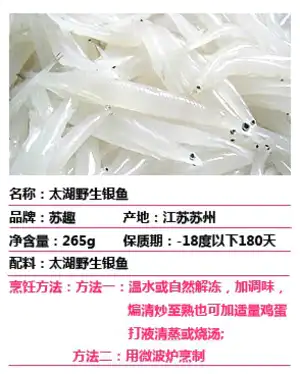 名称：太湖野生银鱼
品牌：苏趣 产地：江苏苏州
净含量：265g 保质期：-18度以下180天
配料：太湖野生银鱼
烹饪方法：方法一：温水或自然解冻，加调味，
煸清炒至熟也可加适量鸡蛋
打液清蒸或烧汤;
方法二：用微波炉烹制